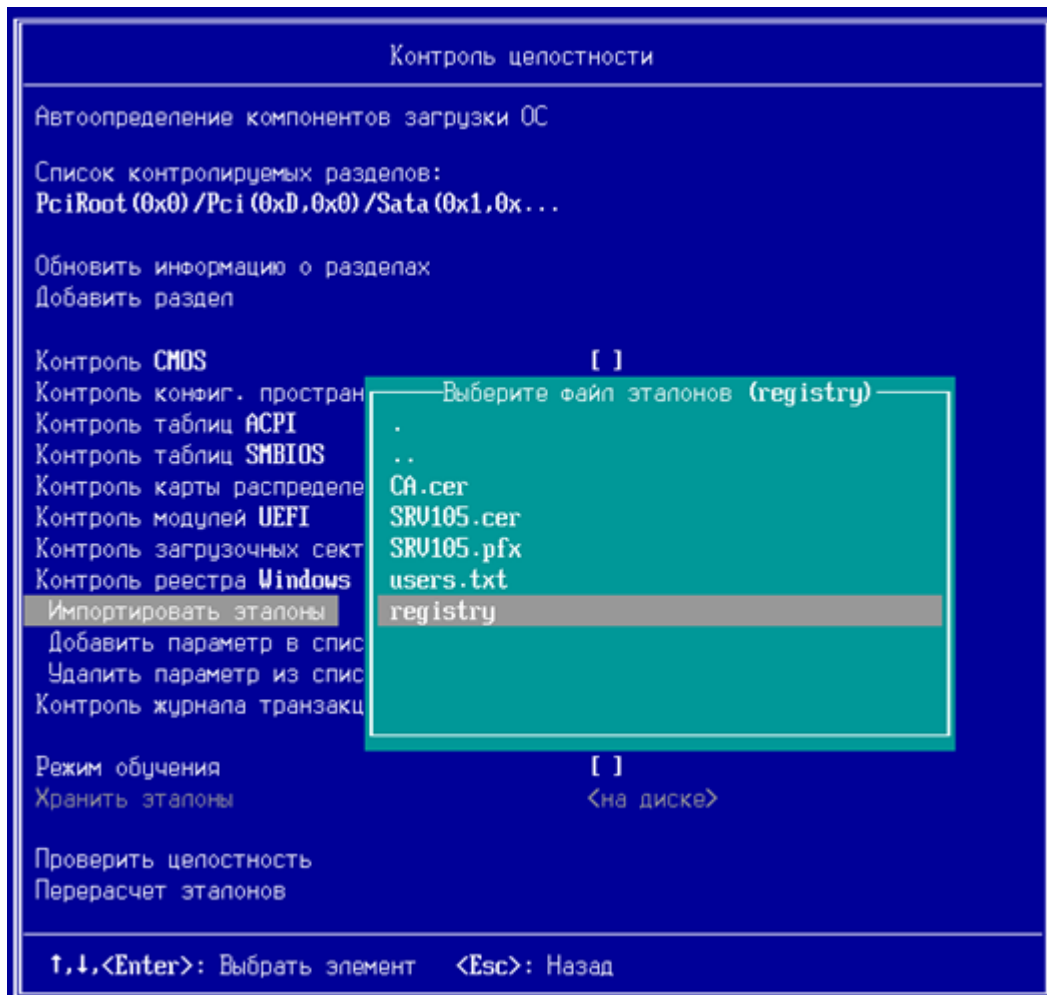 Контроль целостности
Автоопределение компонентов загрузки ОС
Список контролируемых разделов:
PciRoot(0x0)/Pci(0xD,0x0)/Sata(0x1,0x...
Обновить информацию о разделах
Добавить раздел
Контроль CMOS [ ]
Контроль конфиг. простран
Выберите файл эталонов (registry)
Контроль таблиц ACPI
.
Контроль таблиц SMBIOS
..
Контроль карты распределе
CA.cer
Контроль модулей UEFI
SRV105.cer
Контроль загрузочных сект
SRV105.pfx
Контроль реестра Windows
users.txt
Импортировать эталоны
registry
Добавить параметр в спис
Удалить параметр из спис
Контроль журнала транзакц
Режим обучения [ ]
Хранить эталоны <на диске>
Проверить целостность
Перерасчет эталонов
↑,↓,<Enter>: Выбрать элемент <Esc>: Назад